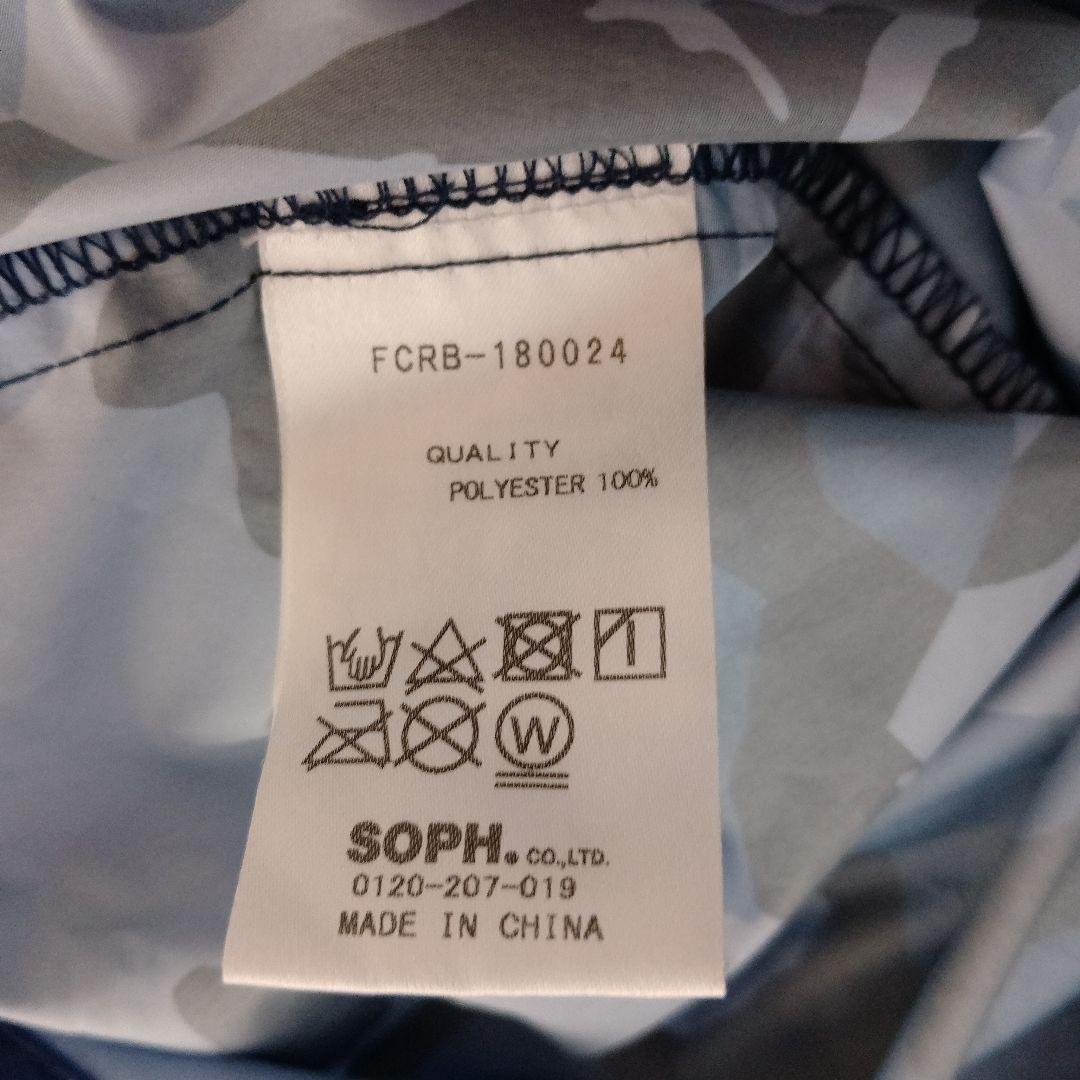 FCRB-180024
QUALITY
POLYESTER 100%
W
SOPH. CO.,LTD.
0120-207-019
MADE IN CHINA